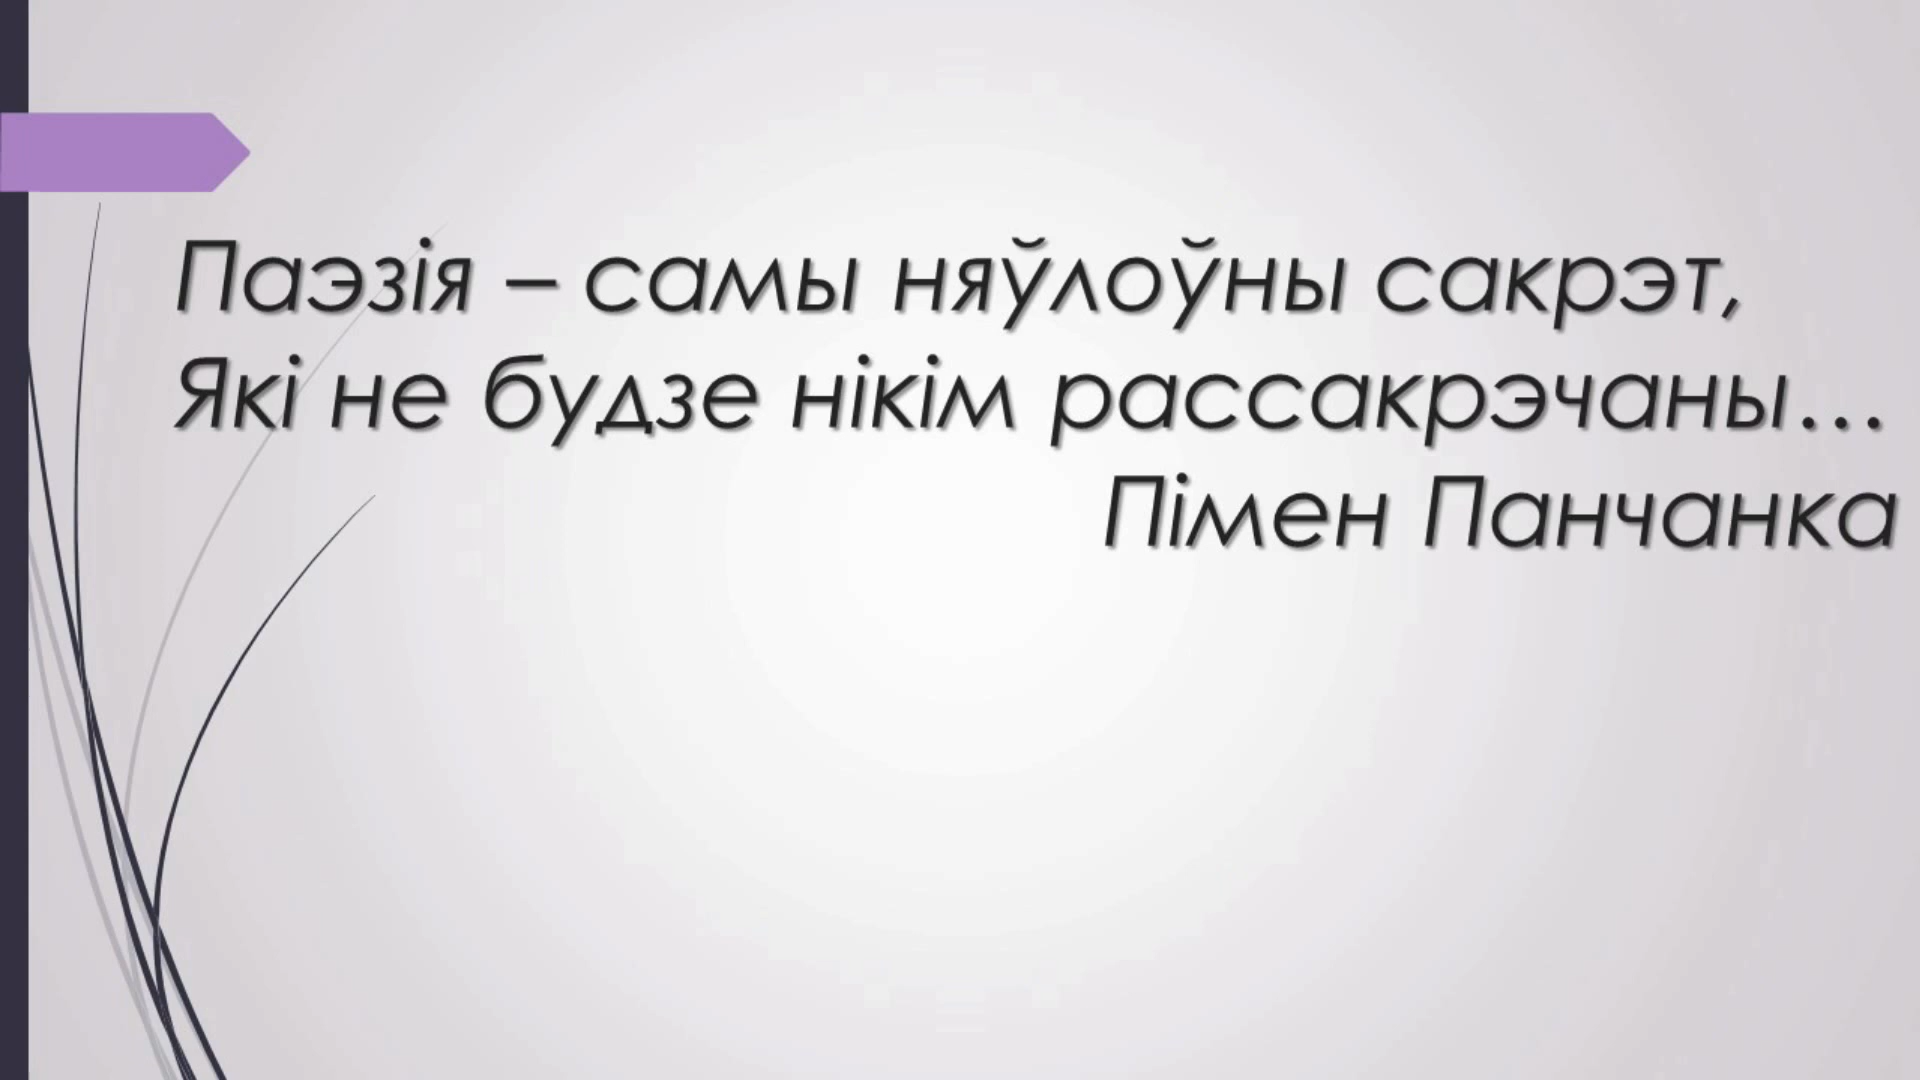 Паэзія – самы няўлоўны сакрэт,
Які не будзе нікім рассакрэчаны…
Пімен Панчанка